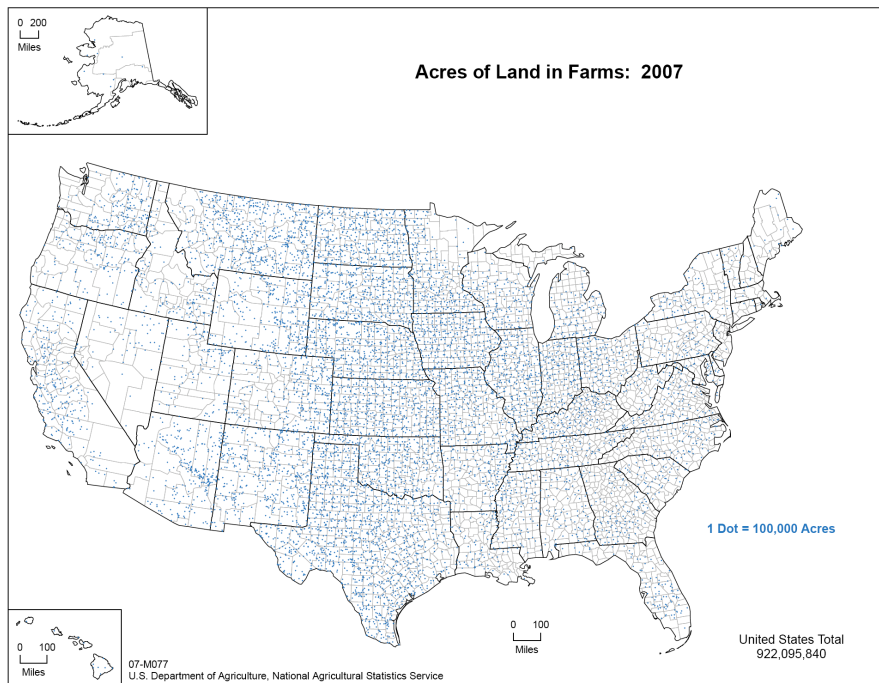 0 200
Miles
Acres of Land in Farms: 2007
1 Dot = 100,000 Acres
0 100
Miles
0 100
Miles
United States Total
922,095,840
07-M077
U.S. Department of Agriculture, National Agricultural Statistics Service